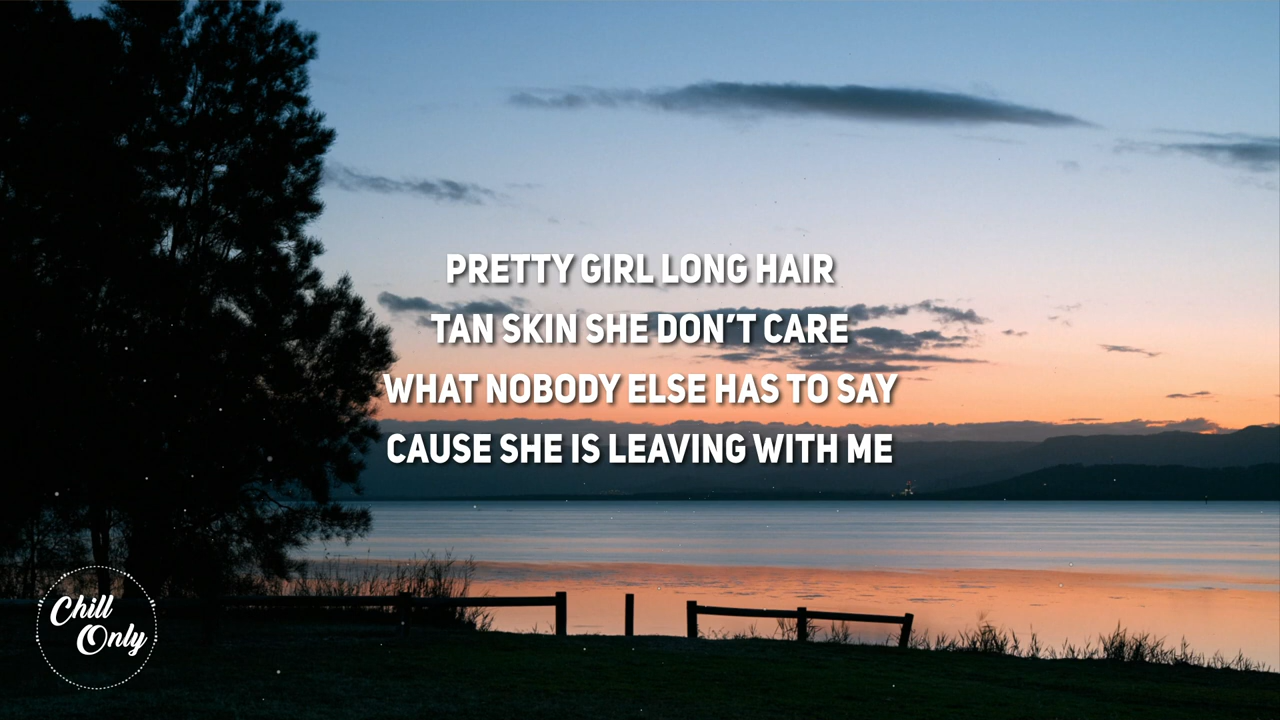 PRETTY GIRL LONG HAIR
TAN SKIN SHE DON'T CARE
WHAT NOBODY ELSE HAS TO SAY
CAUSE SHE IS LEAVING WITH ME
Chill
Only